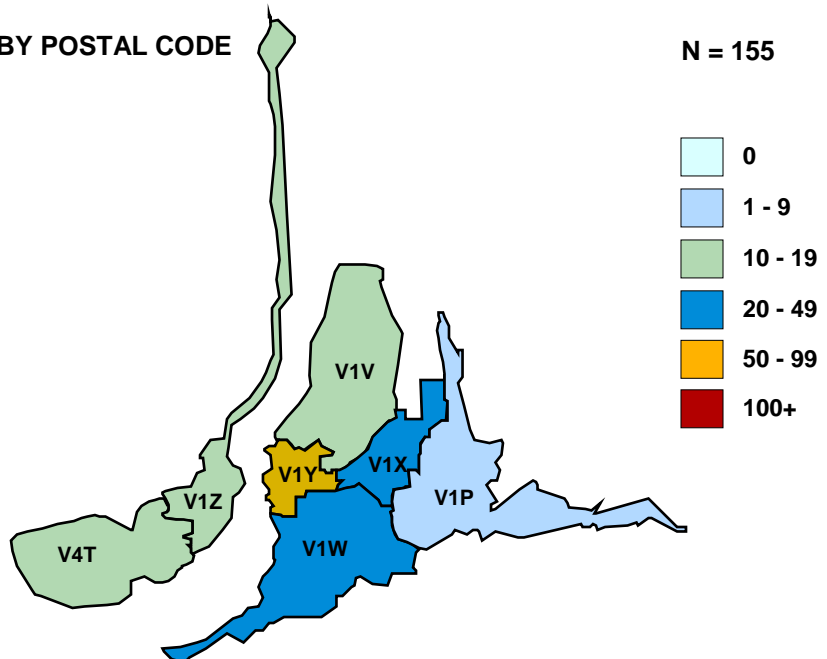 BY POSTAL CODE
N = 155
0
1 - 9
10 - 19
20 - 49
50 - 99
100+
V1V
V1X
V1Y
V1P
V1Z
V1W
V4T